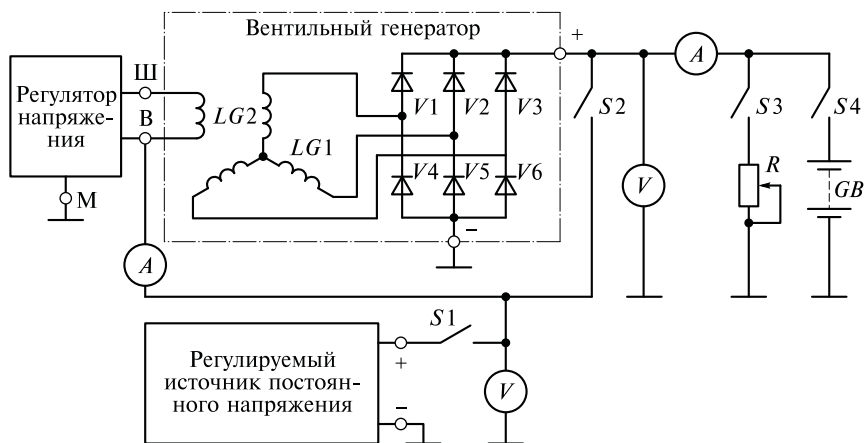 Вентильный генератор
+
A
Ш
Регулятор
напряже-
ния
В
LG2
LG1
V1
V2
V3
S2
S3
S4
V4
V5
V6
V
R
GB
М
−
A
S1
Регулируемый
источник постоян-
ного напряжения
+
−
V